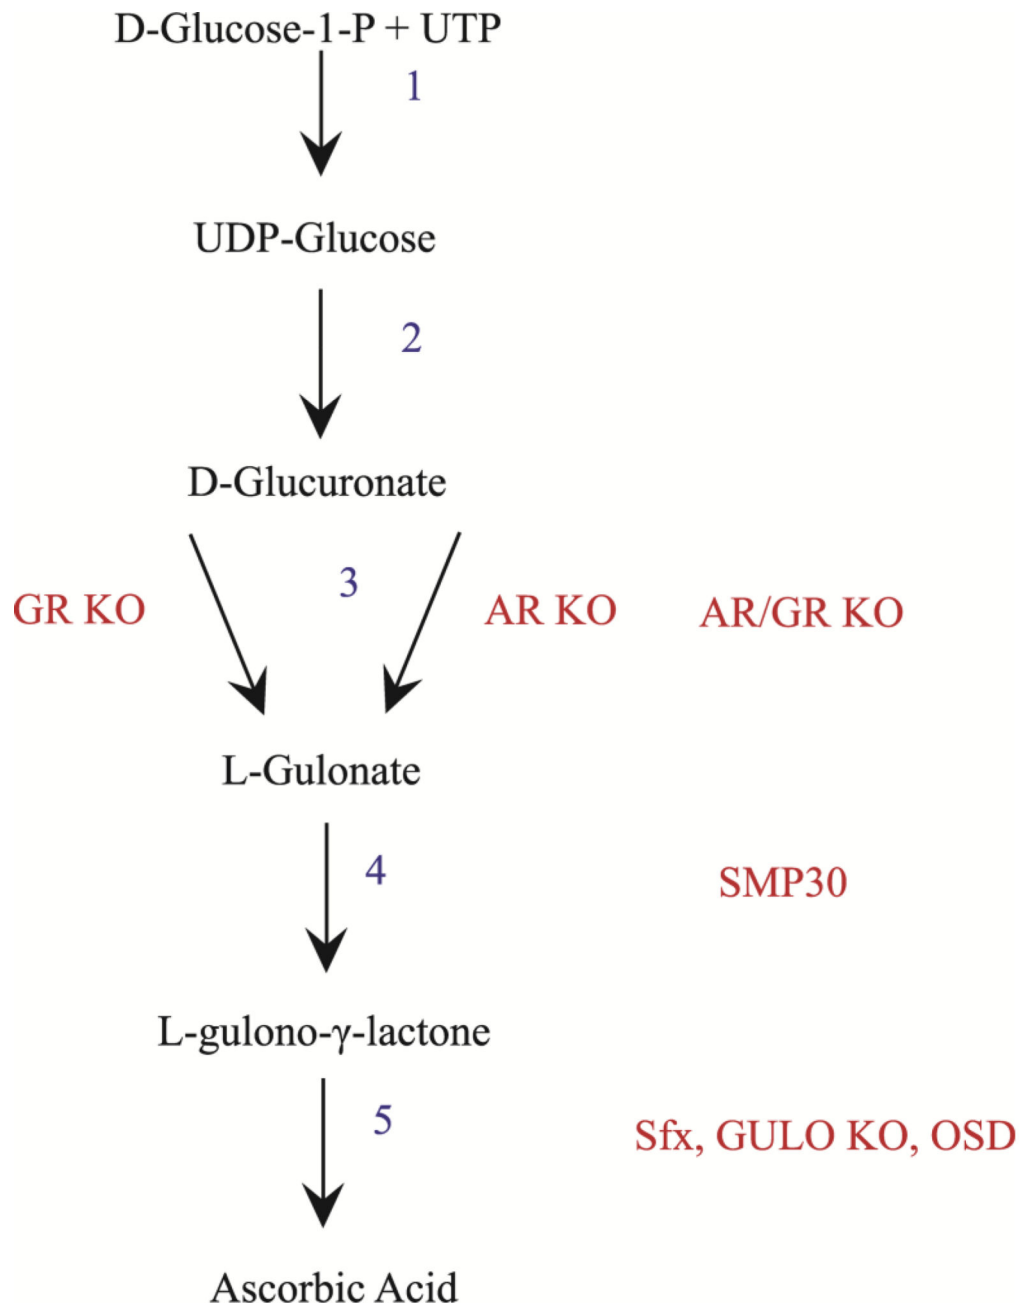 D-Glucose-1-P + UTP
1
UDP-Glucose
2
D-Glucuronate
3
GR KO
AR KO
AR/GR KO
L-Gulonate
4
SMP30
L-gulono-γ-lactone
5
Sfx, GULO KO, OSD
Ascorbic Acid